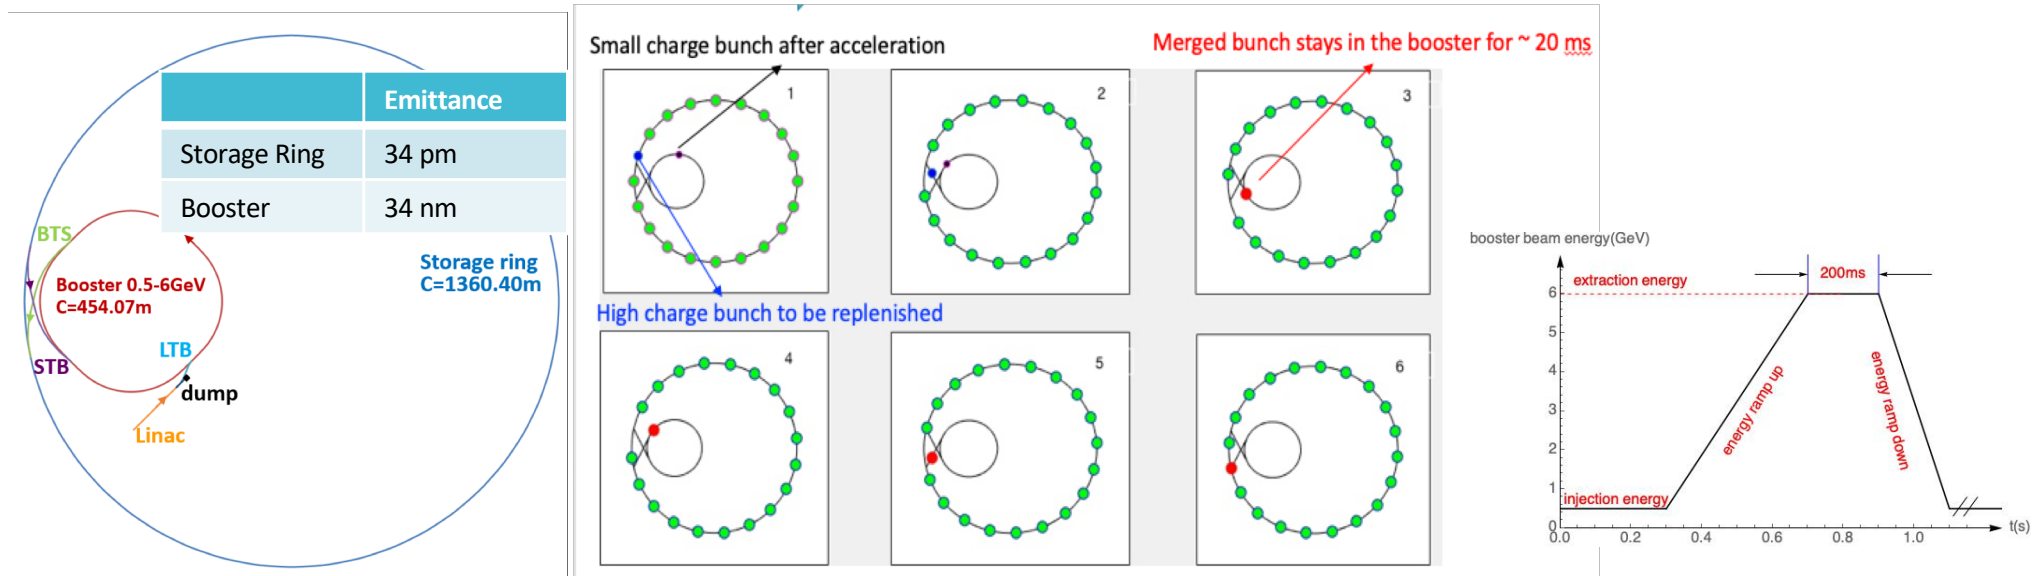 Emittance
Storage Ring 34 pm
Booster 34 nm
BTS
Booster 0.5-6GeV
C=454.07m
Storage ring
C=1360.40m
STB
LTB
dump
Linac
Small charge bunch after acceleration
Merged bunch stays in the booster for ~ 20 ms
1
2
3
High charge bunch to be replenished
4
5
6
booster beam energy(GeV)
extraction energy
200ms
energy ramp up
energy ramp down
injection energy
6
5
4
3
2
1
0
0.0 0.2 0.4 0.6 0.8 1.0
t(s)